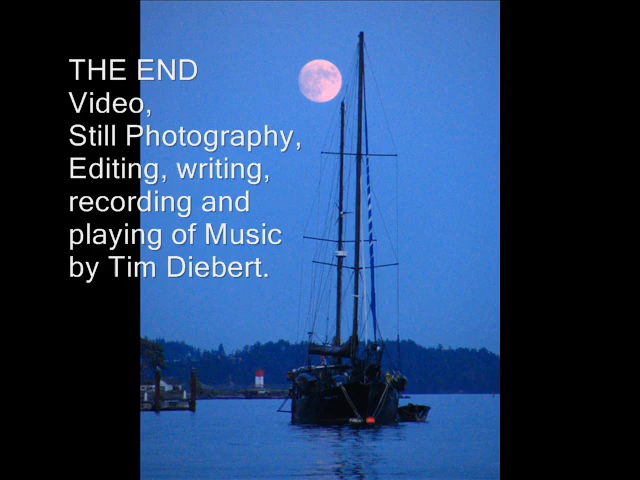 THE END
Video,
Still Photography,
Editing, writing,
recording and
playing of Music
by Tim Diebert.